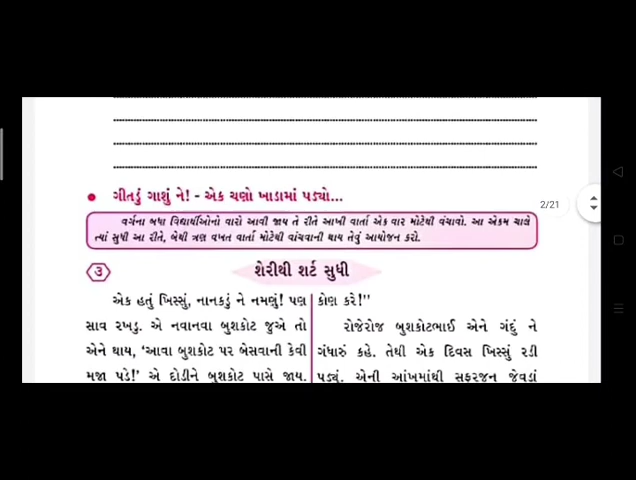 ગીતડું ગાશું ને! - એક ચણો ખાડામાં પડ્યો...
2/21
વર્ગના બધા વિદ્યાર્થીઓનો વારો આવી જાય તે રીતે આખી વાર્તા એક વાર મોટેથી વંચાવો. આ એકમ ચાલે
ત્યાં સુધી આ રીતે, બેથી ત્રણ વખત વાર્તા મોટેથી વાંચવાની થાય તેવું આયોજન કરો.
૩
શેરીથી શર્ટ સુધી
એક હતું ખિસ્સું, નાનકડું ને નમણું! પણ
સાવ રખડુ. એ નવાનવા બુશકોટ જુએ તો
એને થાય, ‘આવા બુશકોટ પર બેસવાની કેવી
મજા પડે!’ એ દોડીને બુશકોટ પાસે જાય.
કોણ કરે!''
રોજેરોજ બુશકોટભાઈ એને ગંદું ને
ગંધારું કહે. તેથી એક દિવસ ખિસ્સું રડી
પડ્યું. એની આંખમાંથી સફરજન જેવડાં